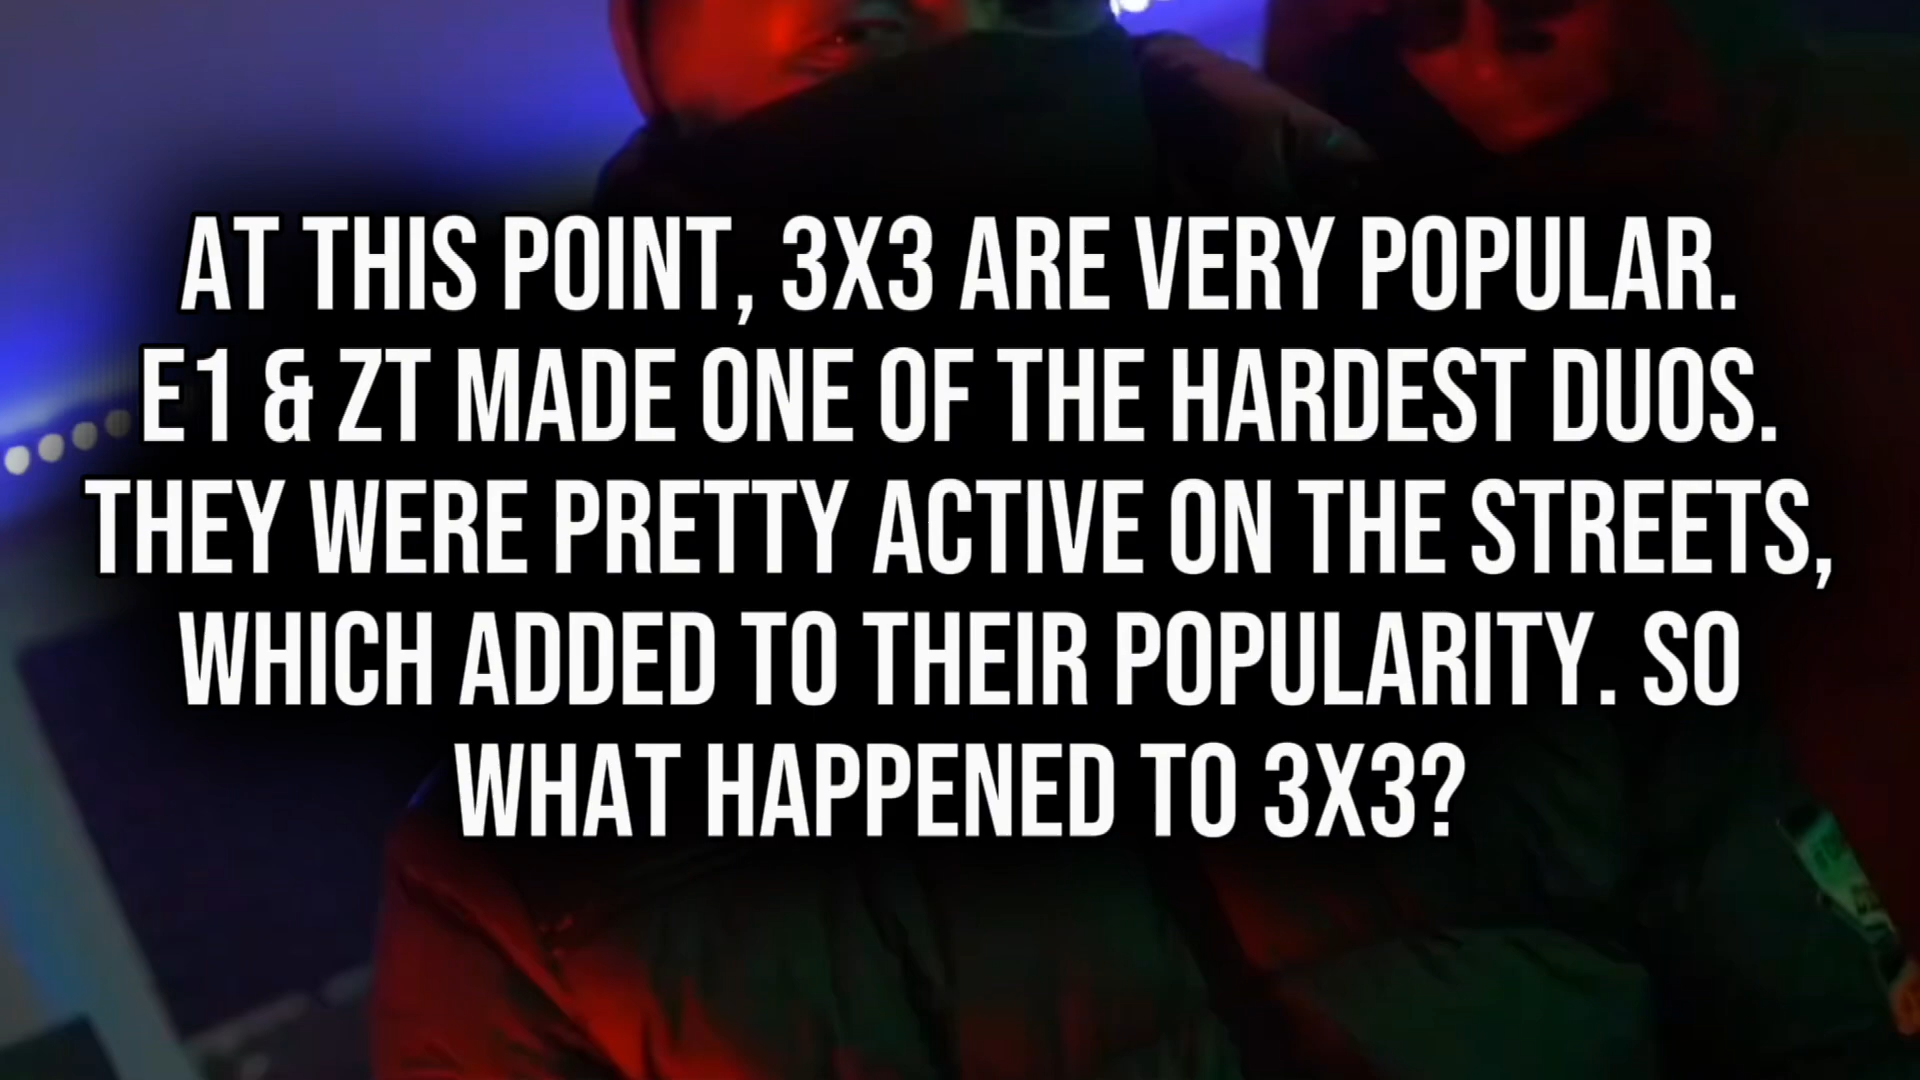 AT THIS POINT, 3X3 ARE VERY POPULAR.
E1 & ZT MADE ONE OF THE HARDEST DUOS.
THEY WERE PRETTY ACTIVE ON THE STREETS,
WHICH ADDED TO THEIR POPULARITY. SO
WHAT HAPPENED TO 3X3?